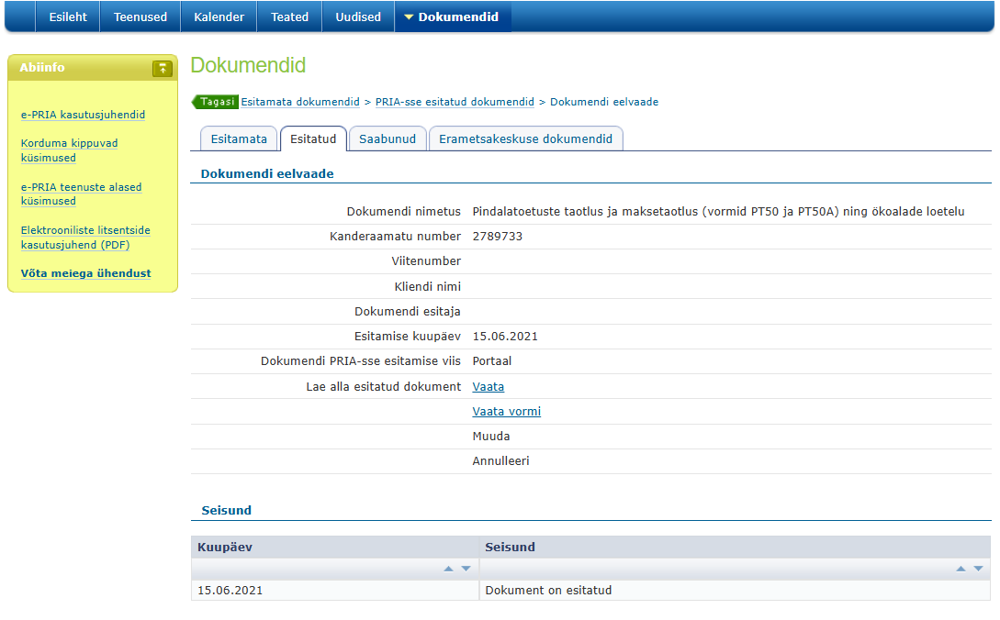 Esileht Teenused Kalender Teated Uudised Dokumendid
Abiinfo
e-PRIA kasutusjuhendid
Korduma kippuvad
küsimused
e-PRIA teenuste alased
küsimused
Elektrooniliste litsentside
kasutusjuhend (PDF)
Võta meiega ühendust
Dokumendid
Tagasi Esitamata dokumendid > PRIA-sse esitatud dokumendid > Dokumendi eelvaade
Esitamata Esitatud Saabunud Erametsakeskuse dokumendid
Dokumendi eelvaade
Dokumendi nimetus Pindalatoetuste taotlus ja maksetaotlus (vormid PT50 ja PT50A) ning ökoalade loetelu
Kanderaamatu number 2789733
Viitenumber
Kliendi nimi
Dokumendi esitaja
Esitamise kuupäev 15.06.2021
Dokumendi PRIA-sse esitamise viis Portaal
Lae alla esitatud dokument Vaata
Vaata vormi
Muuda
Annulleeri
Seisund
Kuupäev Seisund
15.06.2021 Dokument on esitatud